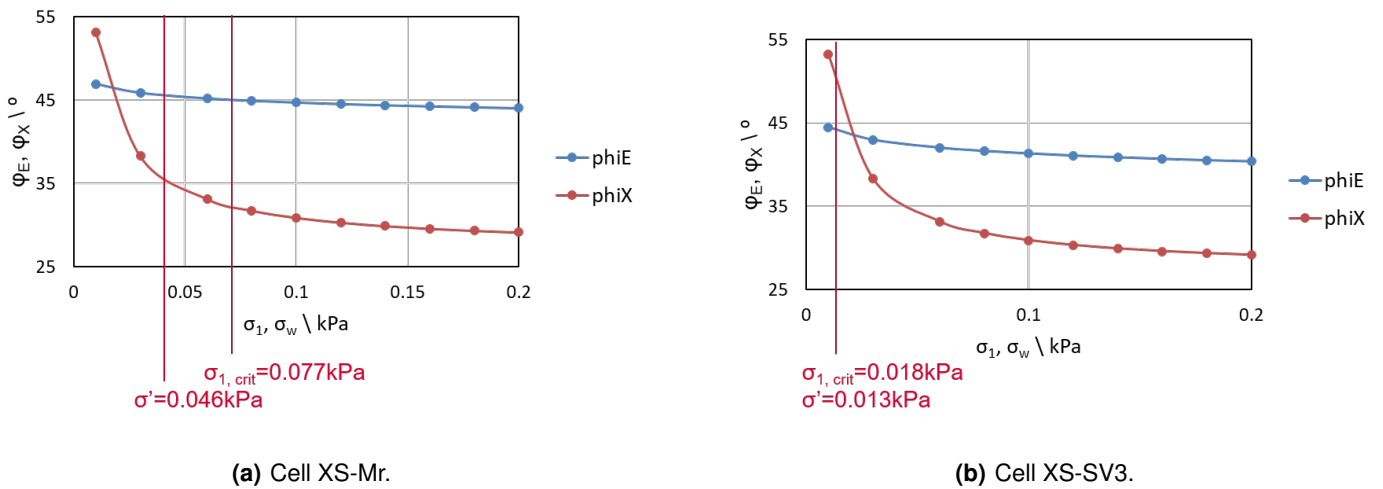 55
45
35
25
φE, φX \ º
0 0.05 0.1 0.15 0.2
σ1, σw \ kPa
phiE
phiX
σ1, crit=0.077kPa
σ'=0.046kPa
(a) Cell XS-Mr.
55
45
35
25
φE, φX \ º
0 0.1 0.2
σ1, σw \ kPa
phiE
phiX
σ1, crit=0.018kPa
σ'=0.013kPa
(b) Cell XS-SV3.